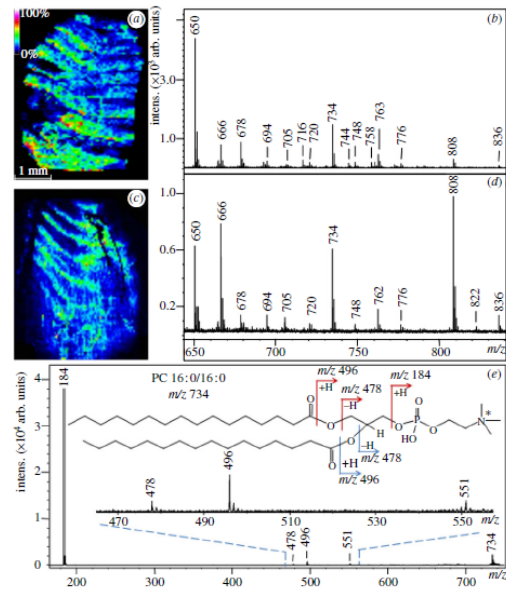 100%
0%
(a)
1 mm
(b)
intens. (×10³ arb. units)
3.0
1.0
650
666
678
694
705
716
720
734
744
748
758
763
776
808
836
(c)
(d)
1.0
0.6
0.2
650
666
678
694
705
720
734
748
762
776
808
822
836
650
700
750
800
m/z
(e)
intens. (×10⁴ arb. units)
4
3
2
1
0
184
PC 16:0/16:0
m/z 734
m/z 496
+H
m/z 478
–H
m/z 184
+H
O
O
O
P
O
HO
N
*
O
H
O
–H
m/z 478
+H
m/z 496
478
496
551
470
490
510
530
550
m/z
478
496
551
734
200
300
400
500
600
700
m/z